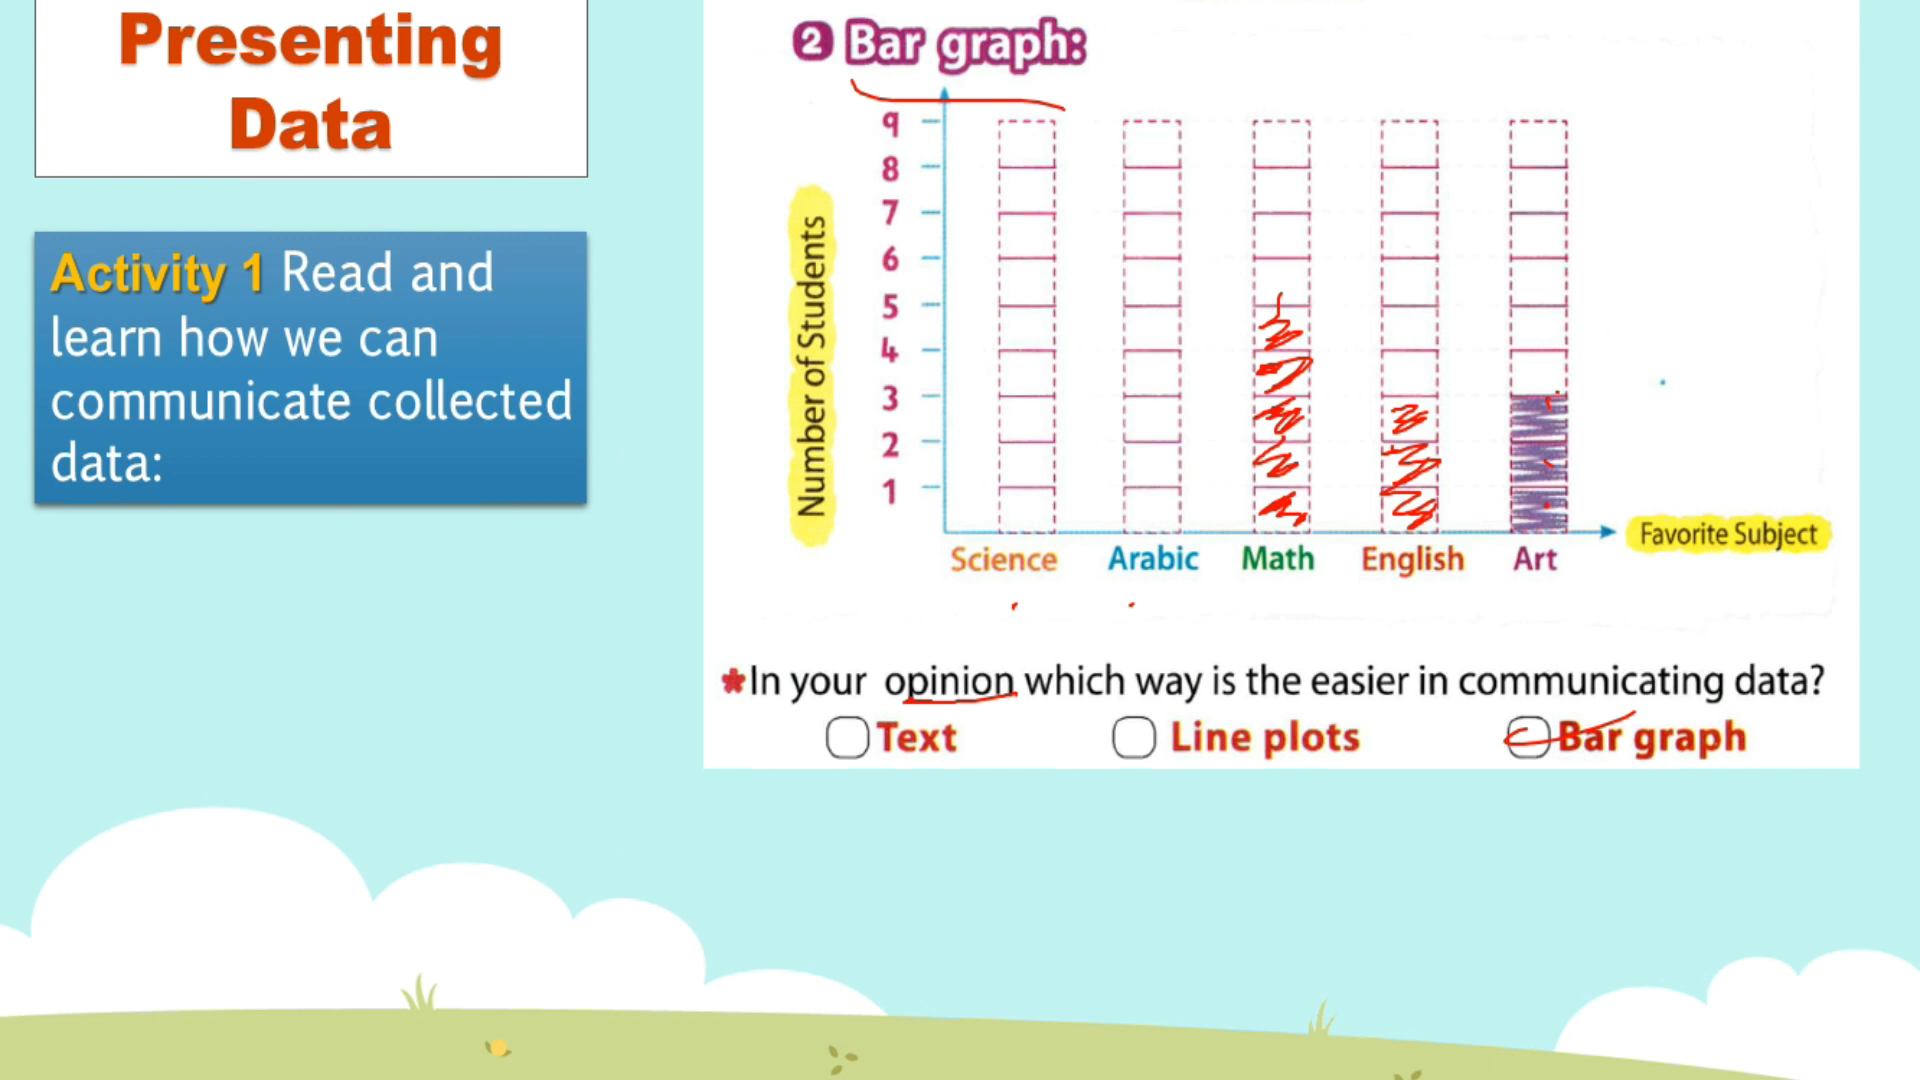 Presenting
Data
Activity 1 Read and
learn how we can
communicate collected
data:
2 Bar graph:
9
8
7
6
5
4
3
2
1
Number of Students
Science Arabic Math English Art
Favorite Subject
*In your opinion which way is the easier in communicating data?
Text Line plots Bar graph